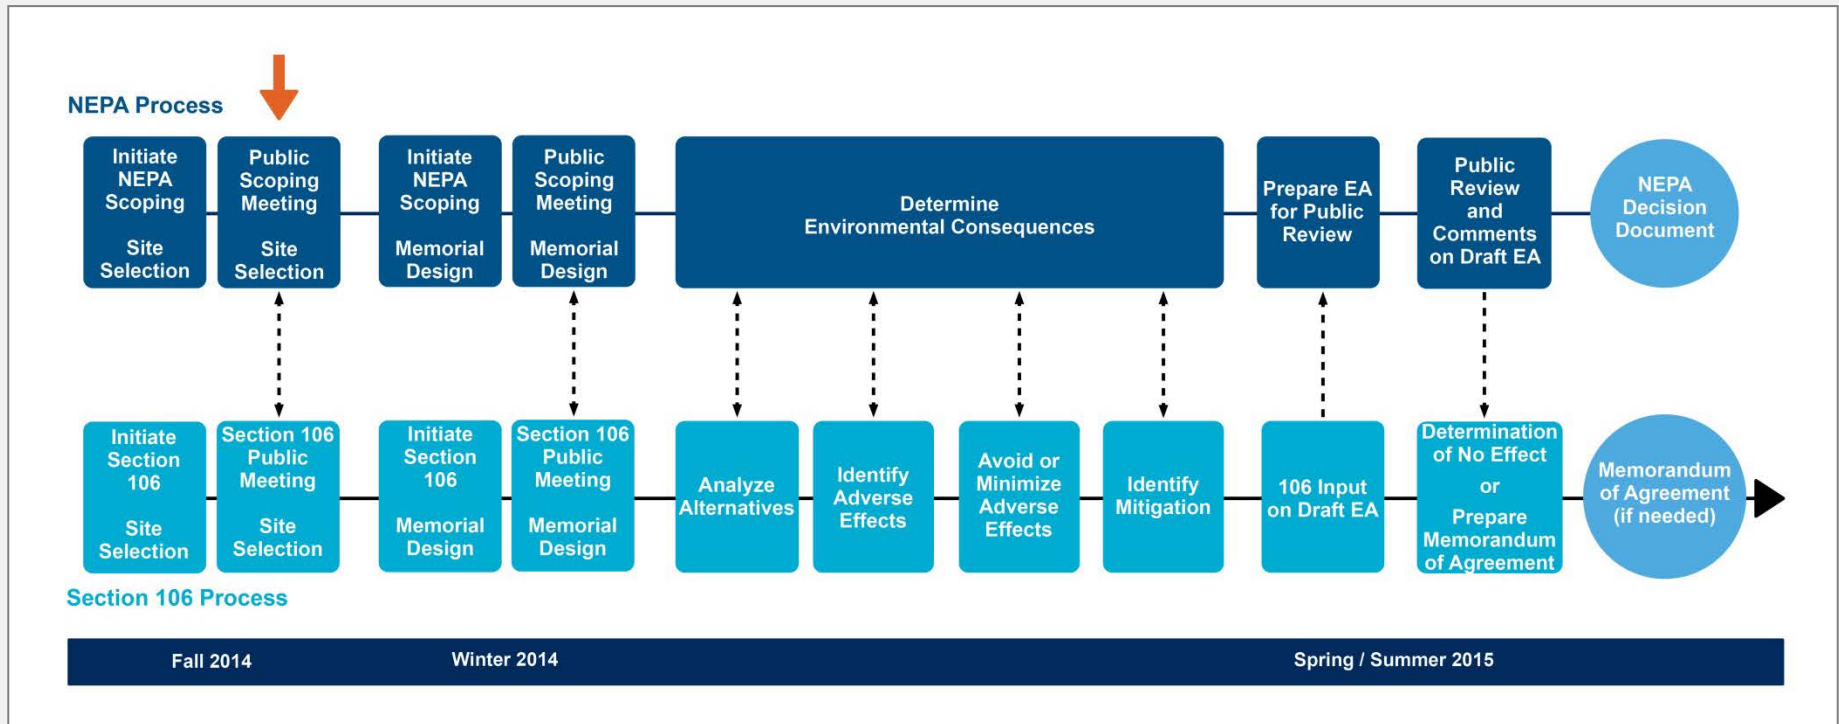 NEPA Process
Initiate
NEPA
Scoping
Site
Selection
Public
Scoping
Meeting
Site
Selection
Initiate
NEPA
Scoping
Memorial
Design
Public
Scoping
Meeting
Memorial
Design
Determine
Environmental Consequences
Prepare EA
for Public
Review
Public
Review
and
Comments
on Draft EA
NEPA
Decision
Document
Initiate
Section
106
Site
Selection
Section 106
Public
Meeting
Site
Selection
Initiate
Section
106
Memorial
Design
Section 106
Public
Meeting
Memorial
Design
Analyze
Alternatives
Identify
Adverse
Effects
Avoid or
Minimize
Adverse
Effects
Identify
Mitigation
106 Input
on Draft EA
Determination
of No Effect
or
Prepare
Memorandum
of Agreement
Memorandum
of Agreement
(if needed)
Section 106 Process
Fall 2014
Winter 2014
Spring / Summer 2015